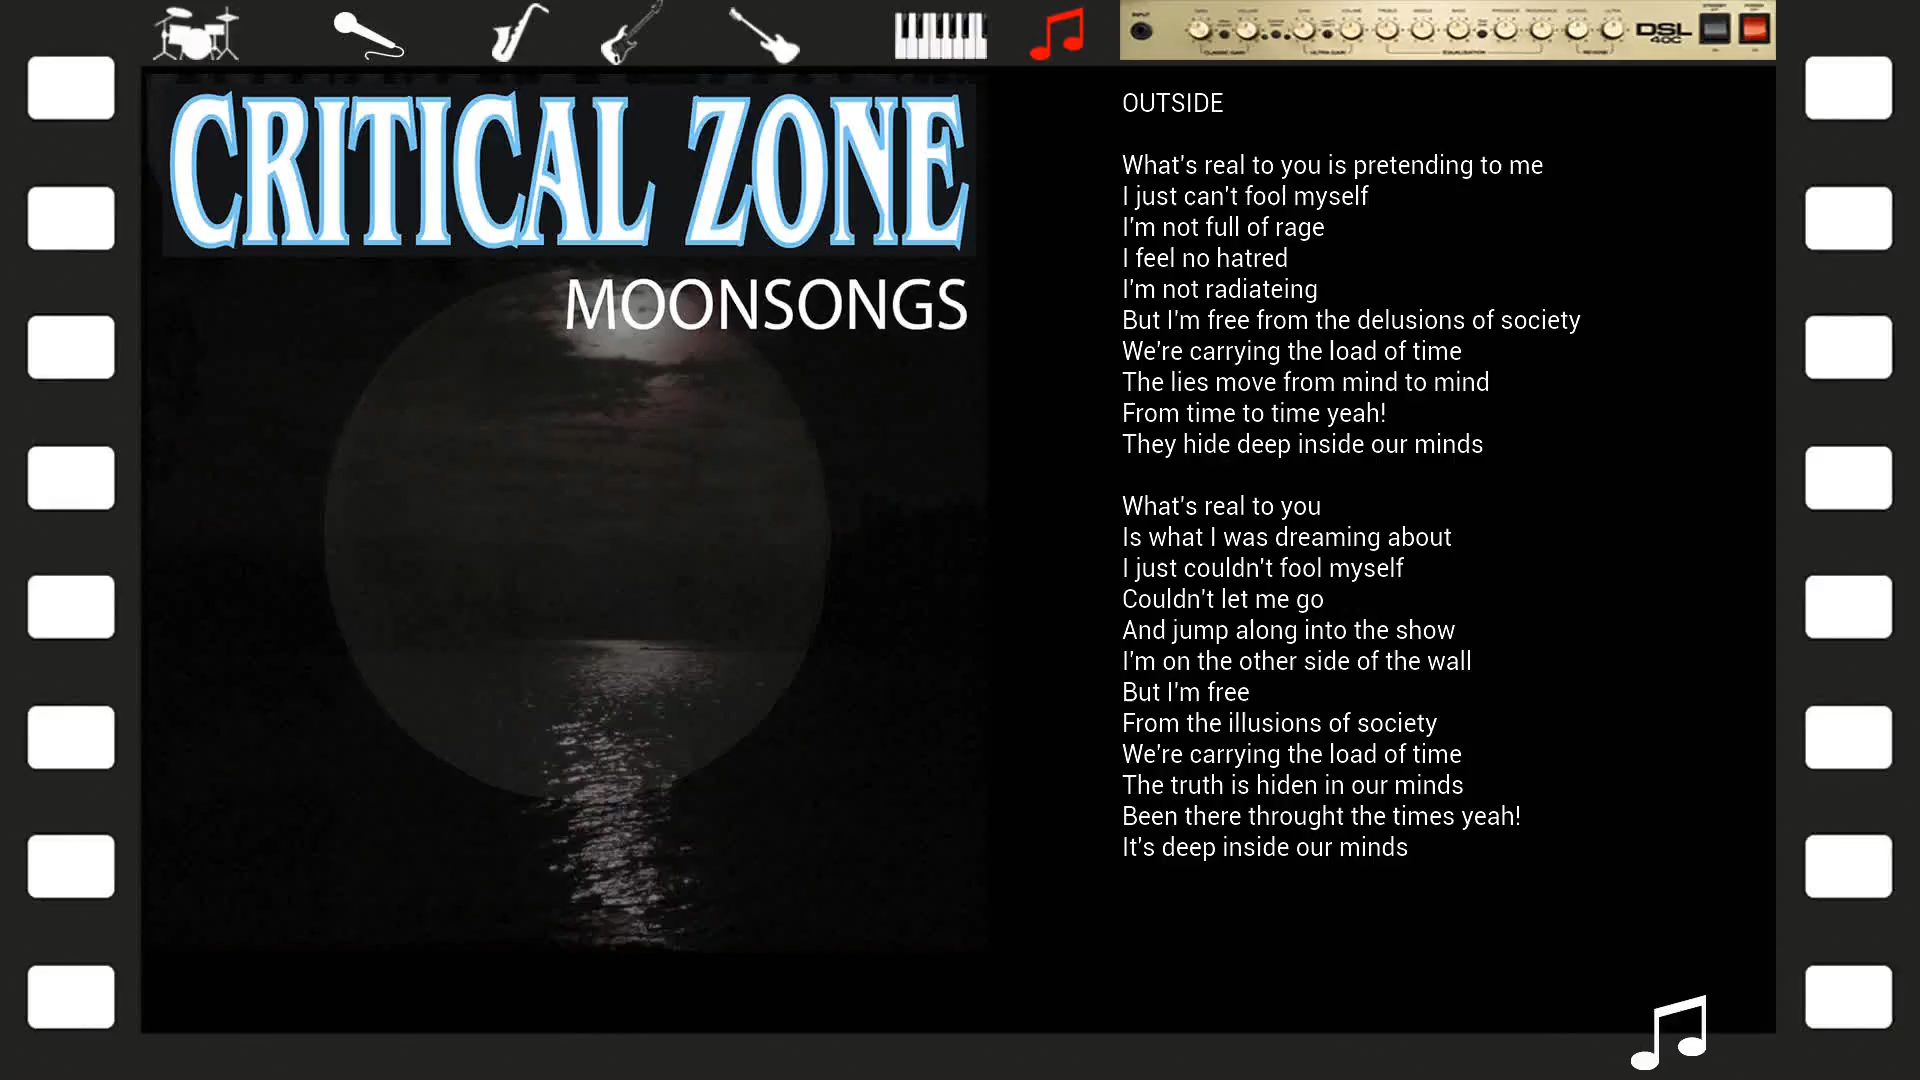 CRITICAL ZONE
MOONSONGS
INPUT
DSL
40C
OUTSIDE
What's real to you is pretending to me
I just can't fool myself
I'm not full of rage
I feel no hatred
I'm not radiateing
But I'm free from the delusions of society
We're carrying the load of time
The lies move from mind to mind
From time to time yeah!
They hide deep inside our minds
What's real to you
Is what I was dreaming about
I just couldn't fool myself
Couldn't let me go
And jump along into the show
I'm on the other side of the wall
But I'm free
From the illusions of society
We're carrying the load of time
The truth is hiden in our minds
Been there throught the times yeah!
It's deep inside our minds